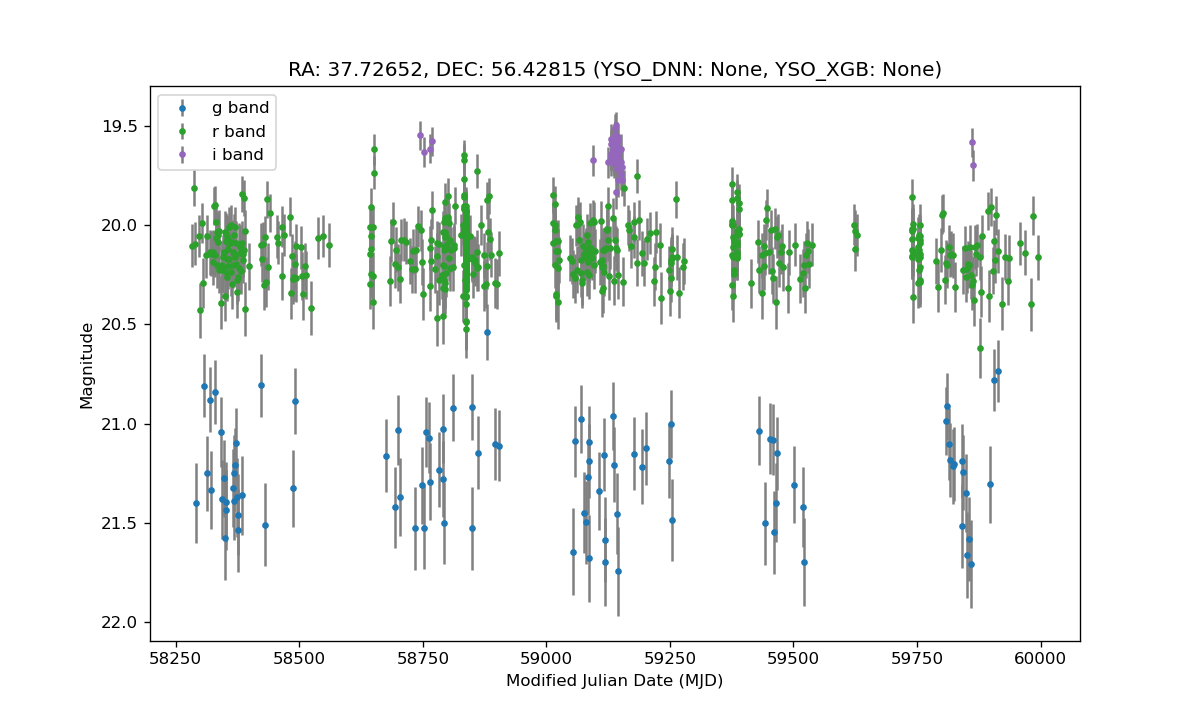 RA: 37.72652, DEC: 56.42815 (YSO_DNN: None, YSO_XGB: None)
g band
r band
i band
19.5
20.0
20.5
21.0
21.5
22.0
Magnitude
58250 58500 58750 59000 59250 59500 59750 60000
Modified Julian Date (MJD)